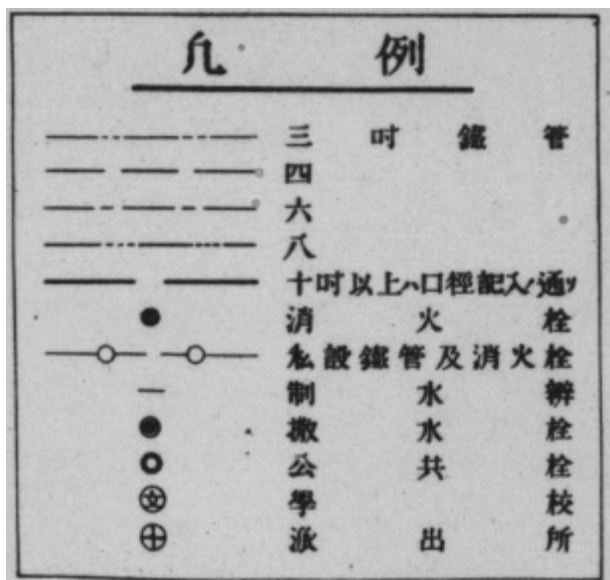 凡例
三吋鐵管
四
六
八
十吋以上ハ口徑記入ノ通リ
消火栓
私設鐵管及消火栓
制水辨
撒水栓
公共栓
文 學校
派出所